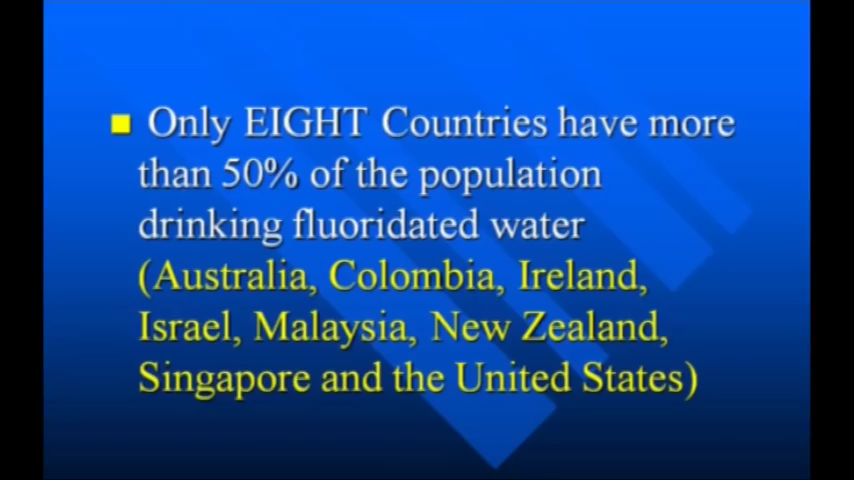 Only EIGHT Countries have more
than 50% of the population
drinking fluoridated water
(Australia, Colombia, Ireland,
Israel, Malaysia, New Zealand,
Singapore and the United States)